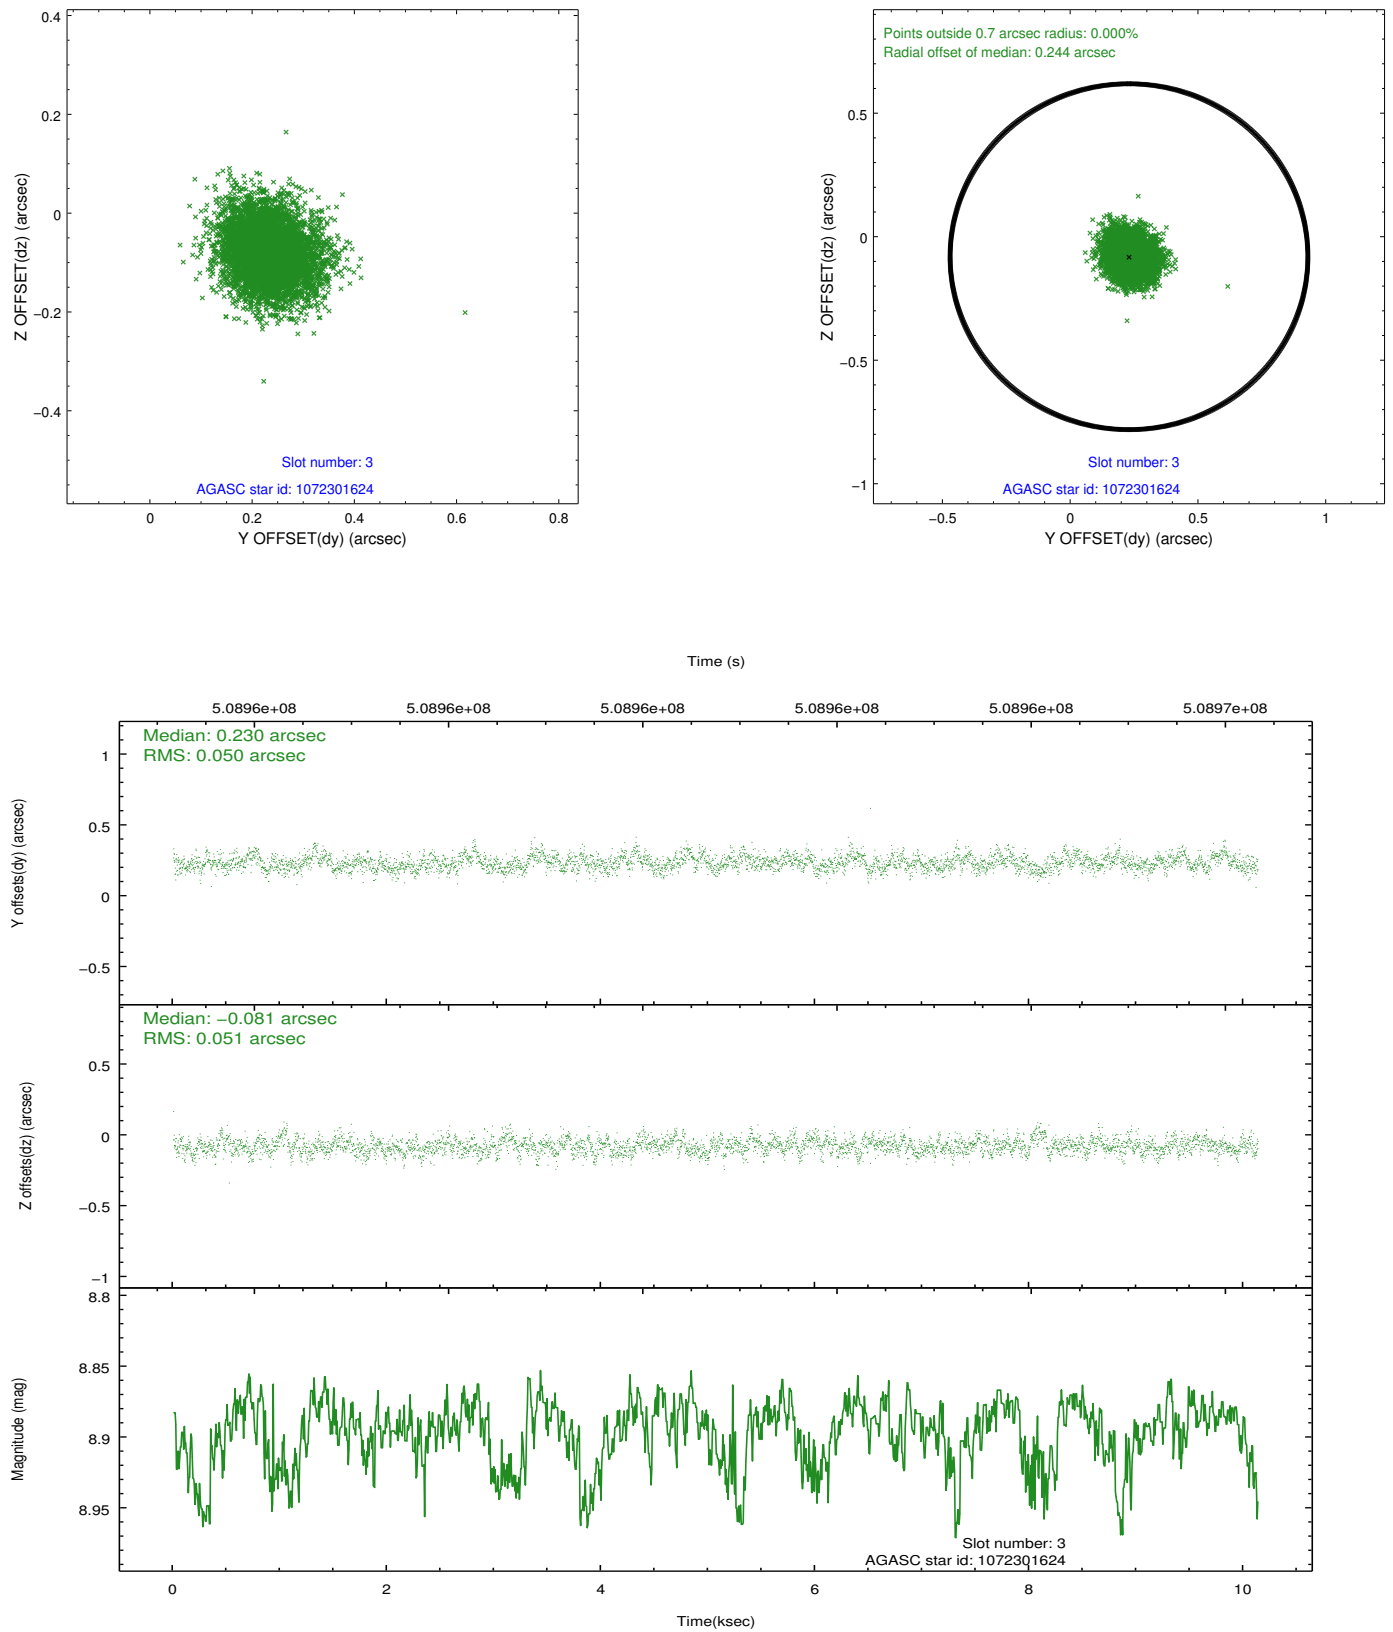 0.4
0.2
0
−0.2
−0.4
Z OFFSET(dz) (arcsec)
Slot number: 3
AGASC star id: 1072301624
0 0.2 0.4 0.6 0.8
Y OFFSET(dy) (arcsec)
Points outside 0.7 arcsec radius: 0.000%
Radial offset of median: 0.244 arcsec
0.5
0
−0.5
−1
Z OFFSET(dz) (arcsec)
Slot number: 3
AGASC star id: 1072301624
−0.5 0 0.5 1
Y OFFSET(dy) (arcsec)
Time (s)
5.0896e+08 5.0896e+08 5.0896e+08 5.0896e+08 5.0896e+08 5.0897e+08
Median: 0.230 arcsec
RMS: 0.050 arcsec
1
0.5
0
−0.5
Y offsets(dy) (arcsec)
Median: −0.081 arcsec
RMS: 0.051 arcsec
0.5
0
−0.5
−1
Z offsets(dz) (arcsec)
8.8
8.85
8.9
8.95
Magnitude (mag)
Slot number: 3
AGASC star id: 1072301624
0 2 4 6 8 10
Time(ksec)